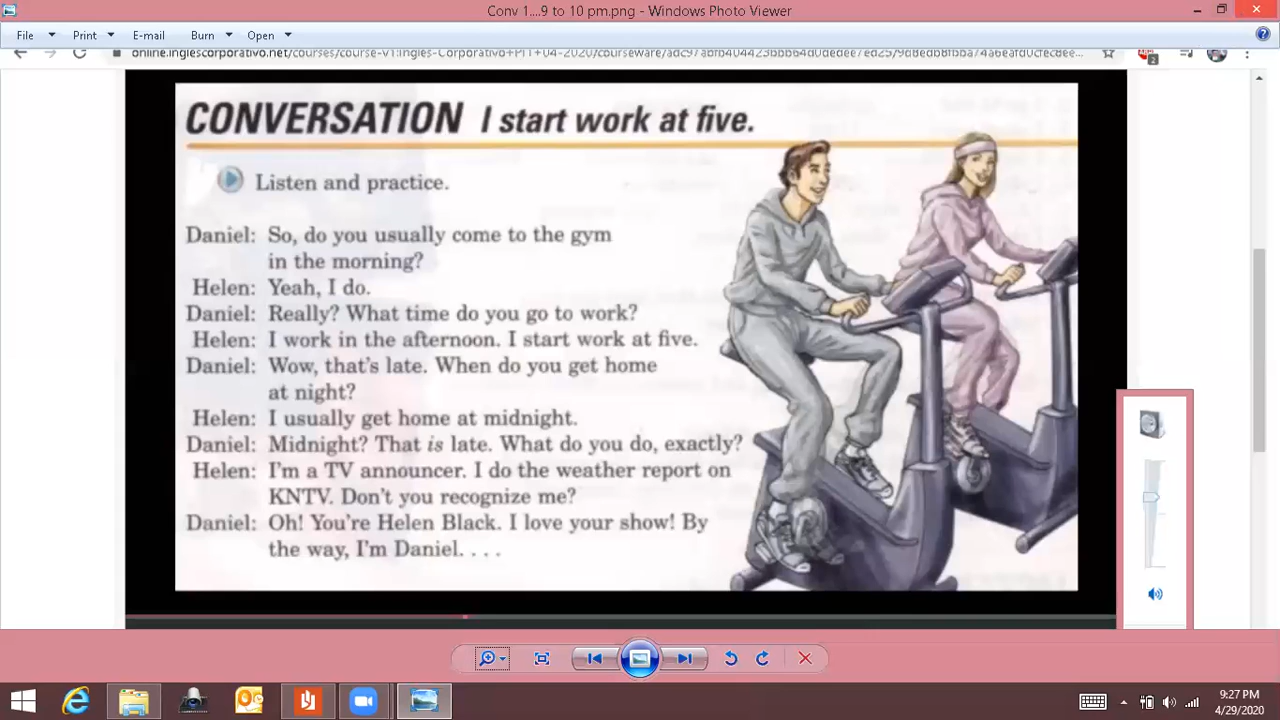 Conv 1....9 to 10 pm.png - Windows Photo Viewer
File Print Burn E-mail Open
CONVERSATION I start work at five.
Listen and practice.
Daniel: So, do you usually come to the gym
in the morning?
Helen: Yeah, I do.
Daniel: Really? What time do you go to work?
Helen: I work in the afternoon. I start work at five.
Daniel: Wow, that's late. When do you get home
at night?
Helen: I usually get home at midnight.
Daniel: Midnight? That is late. What do you do, exactly?
Helen: I'm a TV announcer. I do the weather report on
KNTV. Don't you recognize me?
Daniel: Oh! You're Helen Black. I love your show! By
the way, I'm Daniel. . . .
9:27 PM
4/29/2020